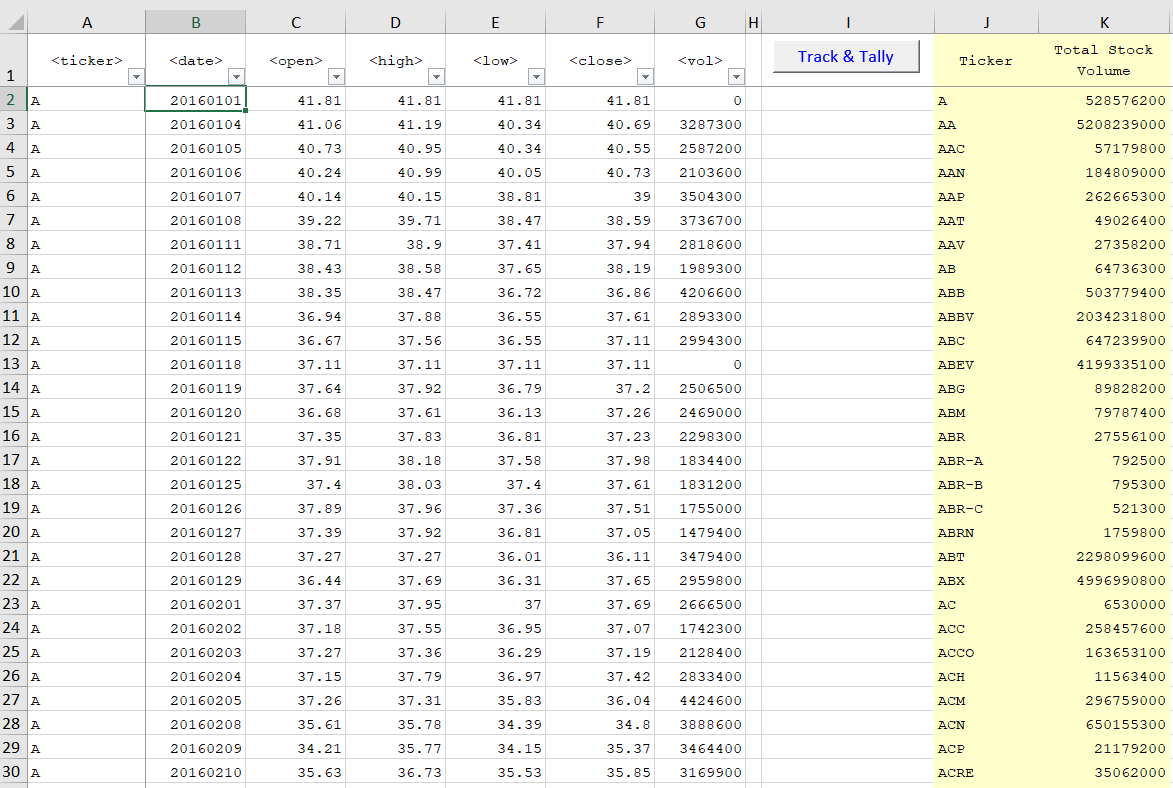 A B C D E F G H I J K
1 <ticker> <date> <open> <high> <low> <close> <vol> Track & Tally Ticker Total Stock Volume
2 A 20160101 41.81 41.81 41.81 41.81 0 A 528576200
3 A 20160104 41.06 41.19 40.34 40.69 3287300 AA 5208239000
4 A 20160105 40.73 40.95 40.34 40.55 2587200 AAC 57179800
5 A 20160106 40.24 40.99 40.05 40.73 2103600 AAN 184809000
6 A 20160107 40.14 40.15 38.81 39 3504300 AAP 262665300
7 A 20160108 39.22 39.71 38.47 38.59 3736700 AAT 49026400
8 A 20160111 38.71 38.9 37.41 37.94 2818600 AAV 27358200
9 A 20160112 38.43 38.58 37.65 38.19 1989300 AB 64736300
10 A 20160113 38.35 38.47 36.72 36.86 4206600 ABB 503779400
11 A 20160114 36.94 37.88 36.55 37.61 2893300 ABBV 2034231800
12 A 20160115 36.67 37.56 36.55 37.11 2994300 ABC 647239900
13 A 20160118 37.11 37.11 37.11 37.11 0 ABEV 4199335100
14 A 20160119 37.64 37.92 36.79 37.2 2506500 ABG 89828200
15 A 20160120 36.68 37.61 36.13 37.26 2469000 ABM 79787400
16 A 20160121 37.35 37.83 36.81 37.23 2298300 ABR 27556100
17 A 20160122 37.91 38.18 37.58 37.98 1834400 ABR-A 792500
18 A 20160125 37.4 38.03 37.4 37.61 1831200 ABR-B 795300
19 A 20160126 37.89 37.96 37.36 37.51 1755000 ABR-C 521300
20 A 20160127 37.39 37.92 36.81 37.05 1479400 ABRN 1759800
21 A 20160128 37.27 37.27 36.01 36.11 3479400 ABT 2298099600
22 A 20160129 36.44 37.69 36.31 37.65 2959800 ABX 4996990800
23 A 20160201 37.37 37.95 37 37.69 2666500 AC 6530000
24 A 20160202 37.18 37.55 36.95 37.07 1742300 ACC 258457600
25 A 20160203 37.27 37.36 36.29 37.19 2128400 ACCO 163653100
26 A 20160204 37.15 37.79 36.97 37.42 2833400 ACH 11563400
27 A 20160205 37.26 37.31 35.83 36.04 4424600 ACM 296759000
28 A 20160208 35.61 35.78 34.39 34.8 3888600 ACN 650155300
29 A 20160209 34.21 35.77 34.15 35.37 3464400 ACP 21179200
30 A 20160210 35.63 36.73 35.53 35.85 3169900 ACRE 35062000